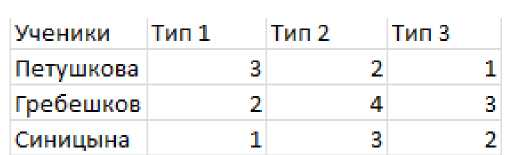 Ученики Тип 1 Тип 2 Тип 3
Петушкова 3 2 1
Гребешков 2 4 3
Синицына 1 3 2